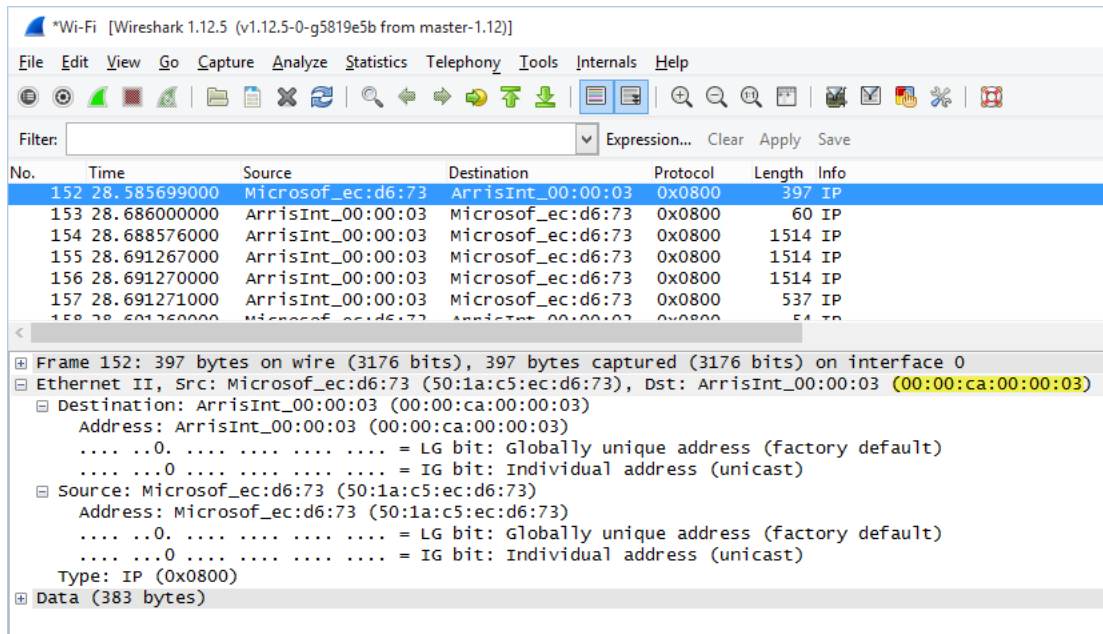 *Wi-Fi [Wireshark 1.12.5 (v1.12.5-0-g5819e5b from master-1.12)]
File Edit View Go Capture Analyze Statistics Telephony Tools Internals Help
Filter: Expression... Clear Apply Save
No. Time Source Destination Protocol Length Info
152 28.585699000 Microsof_ec:d6:73 ArrisInt_00:00:03 0x0800 397 IP
153 28.686000000 ArrisInt_00:00:03 Microsof_ec:d6:73 0x0800 60 IP
154 28.688576000 ArrisInt_00:00:03 Microsof_ec:d6:73 0x0800 1514 IP
155 28.691267000 ArrisInt_00:00:03 Microsof_ec:d6:73 0x0800 1514 IP
156 28.691270000 ArrisInt_00:00:03 Microsof_ec:d6:73 0x0800 1514 IP
157 28.691271000 ArrisInt_00:00:03 Microsof_ec:d6:73 0x0800 537 IP
Frame 152: 397 bytes on wire (3176 bits), 397 bytes captured (3176 bits) on interface 0
Ethernet II, Src: Microsof_ec:d6:73 (50:1a:c5:ec:d6:73), Dst: ArrisInt_00:00:03 (00:00:ca:00:00:03)
Destination: ArrisInt_00:00:03 (00:00:ca:00:00:03)
Address: ArrisInt_00:00:03 (00:00:ca:00:00:03)
.... ..0. .... .... .... .... = LG bit: Globally unique address (factory default)
.... ...0 .... .... .... .... = IG bit: Individual address (unicast)
Source: Microsof_ec:d6:73 (50:1a:c5:ec:d6:73)
Address: Microsof_ec:d6:73 (50:1a:c5:ec:d6:73)
.... ..0. .... .... .... .... = LG bit: Globally unique address (factory default)
.... ...0 .... .... .... .... = IG bit: Individual address (unicast)
Type: IP (0x0800)
Data (383 bytes)